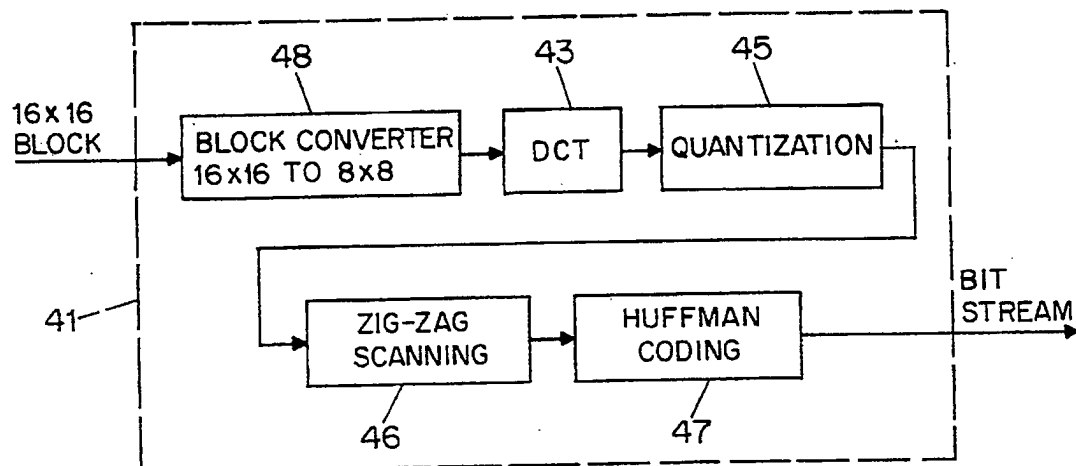 48
43
45
16x16
BLOCK
BLOCK CONVERTER
16x16 TO 8x8
DCT
QUANTIZATION
41
ZIG-ZAG
SCANNING
HUFFMAN
CODING
BIT
STREAM
46
47